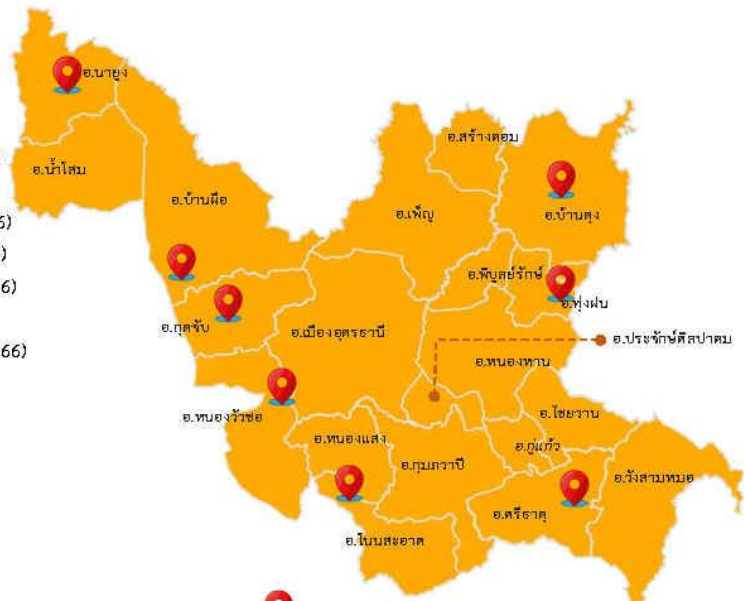 6)
)
6)
66)
อ.นายูง
อ.น้ำโสม
อ.บ้านผือ
อ.สร้างคอม
อ.เพ็ญ
อ.บ้านดุง
อ.พิบูลย์รักษ์
อ.ทุ่งฝน
อ.กุดจับ
อ.เมืองอุดรธานี
อ.ประจักษ์ศิลปาคม
อ.หนองหาน
อ.หนองวัวซอ
อ.ไชยวาน
อ.หนองแสง
อ.กู่แก้ว
อ.กุมภวาปี
อ.วังสามหมอ
อ.ศรีธาตุ
อ.โนนสะอาด